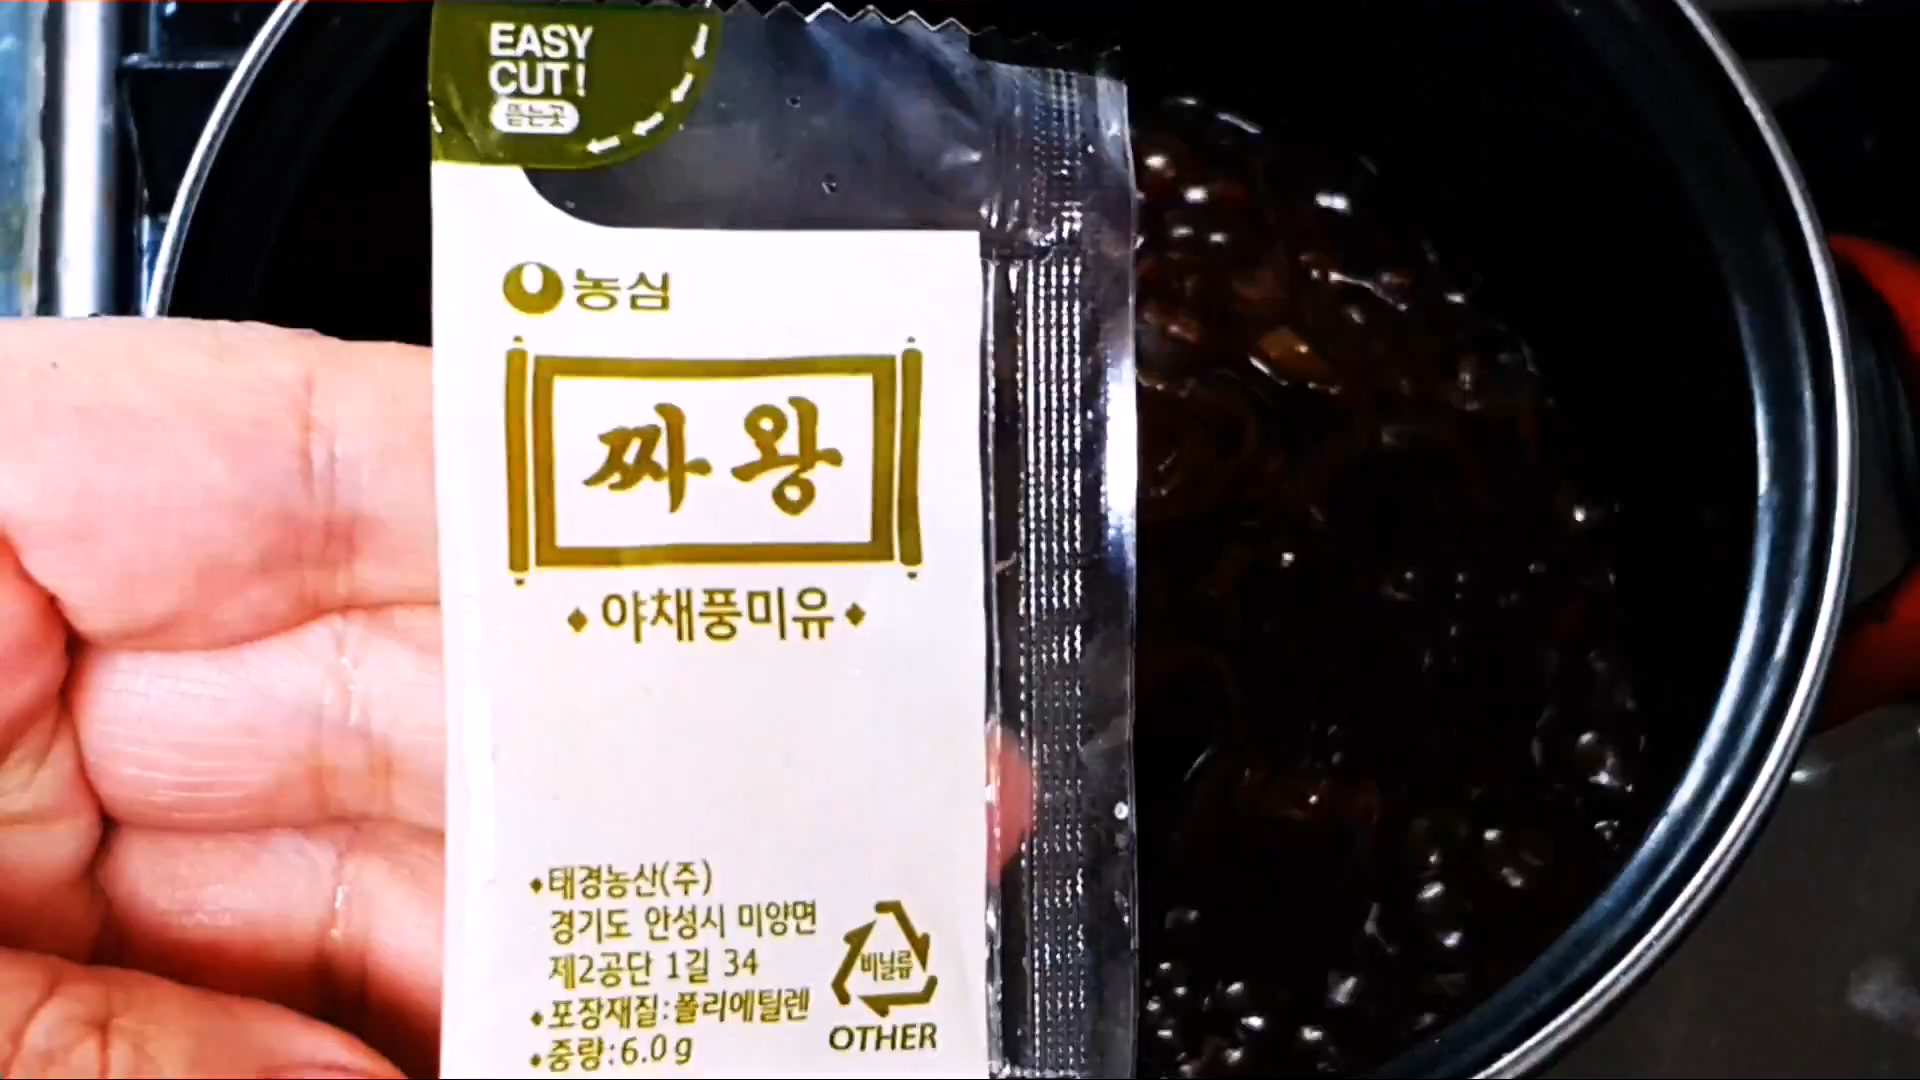 EASY
CUT!
뜯는곳
농심
짜왕
◆야채풍미유◆
◆태경농산(주)
경기도 안성시 미양면
제2공단 1길 34
◆포장재질:폴리에틸렌
◆중량:6.0g
비닐류
OTHER